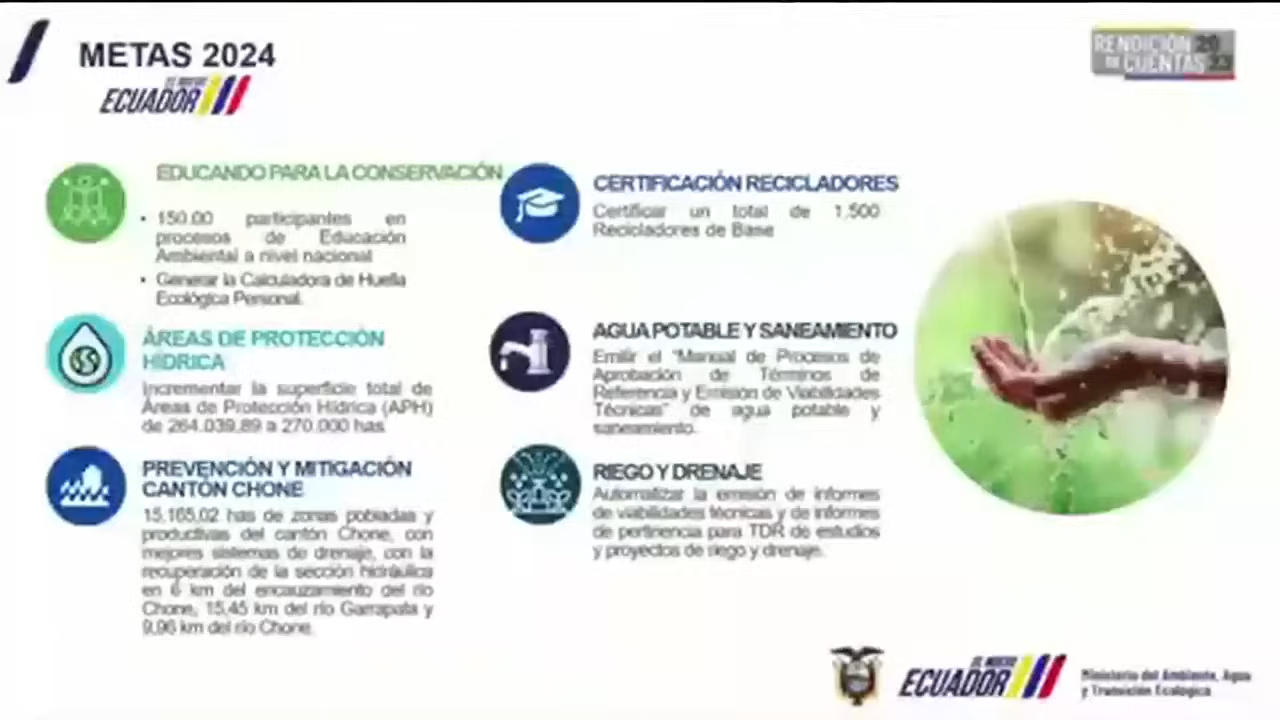 METAS 2024
EL NUEVO
ECUADOR
RENDICIÓN 20
DE CUENTAS 23
EDUCANDO PARA LA CONSERVACIÓN
• 150.00 participantes en
procesos de Educación
Ambiental a nivel nacional
• Generar la Calculadora de Huella
Ecológica Personal.
ÁREAS DE PROTECCIÓN
HÍDRICA
Incrementar la superficie total de
Áreas de Protección Hídrica (APH)
de 264.039,89 a 270.000 has
PREVENCIÓN Y MITIGACIÓN
CANTÓN CHONE
15.165,02 has de zonas pobladas y
productivas del cantón Chone, con
mejores sistemas de drenaje, con la
recuperación de la sección hidráulica
en 6 km del encauzamiento del río
Chone, 15,45 km del río Garrapata y
9,96 km del río Chone.
CERTIFICACIÓN RECICLADORES
Certificar un total de 1.500
Recicladores de Base
AGUA POTABLE Y SANEAMIENTO
Emitir el "Manual de Procesos de
Aprobación de Términos de
Referencia y Emisión de Viabilidades
Técnicas" de agua potable y
saneamiento.
RIEGO Y DRENAJE
Automatizar la emisión de informes
de viabilidades técnicas y de informes
de pertinencia para TDR de estudios
y proyectos de riego y drenaje.
EL NUEVO
ECUADOR
Ministerio del Ambiente, Agua
y Transición Ecológica